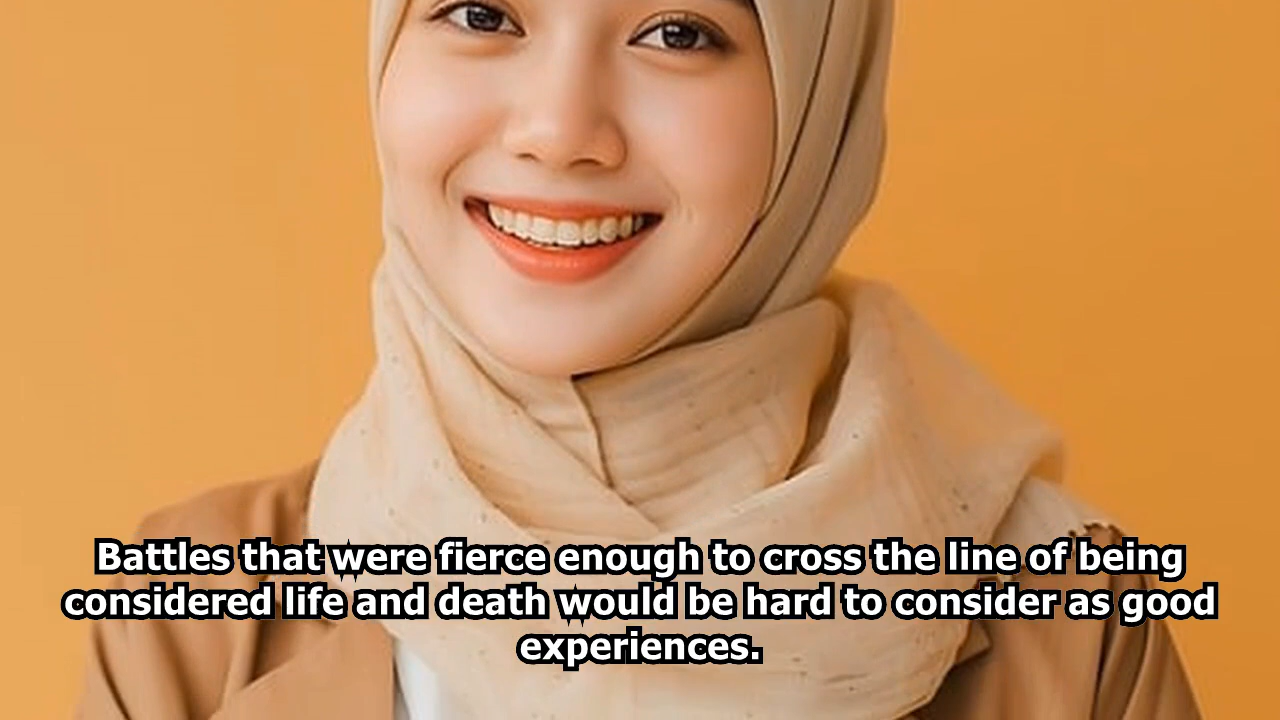 Battles that were fierce enough to cross the line of being
considered life and death would be hard to consider as good
experiences.